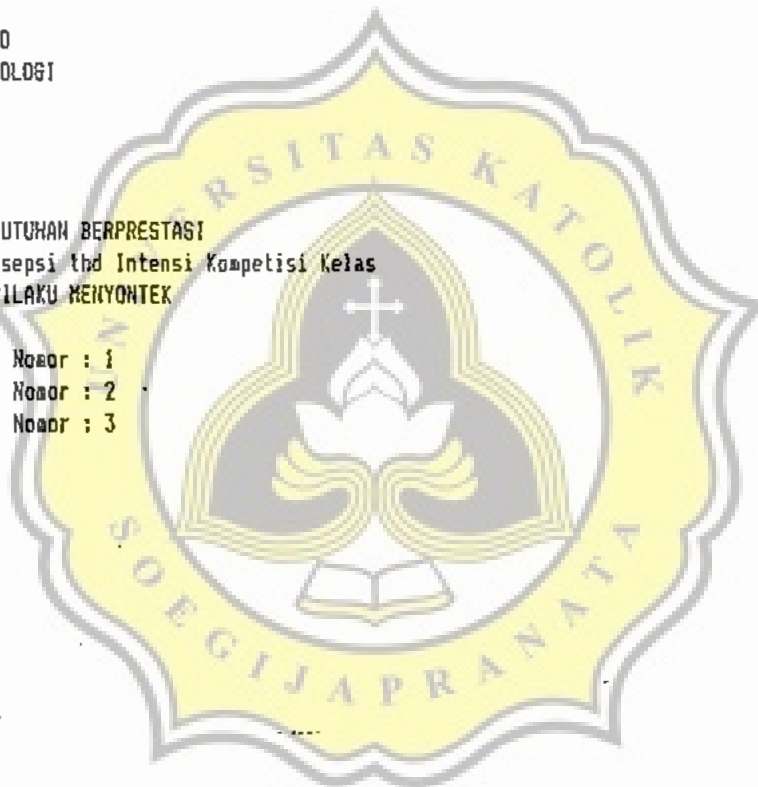 O
OLOGI
UTUHAN BERPRESTASI
sepsi thd Intensi Kompetisi Kelas
ILAKU MENYONTEK
Nomor : 1
Nomor : 2
Nomor : 3
UNIVERSITAS KATOLIK
SOEGIJAPRANATA